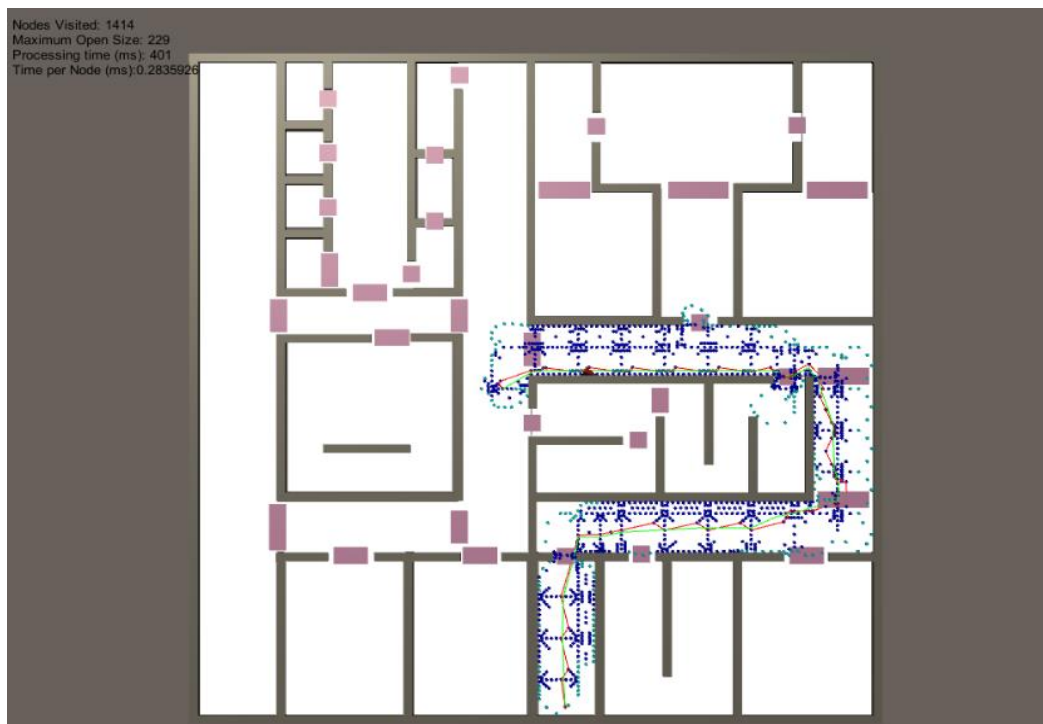 Nodes Visited: 1414
Maximum Open Size: 229
Processing time (ms): 401
Time per Node (ms):0.2835926